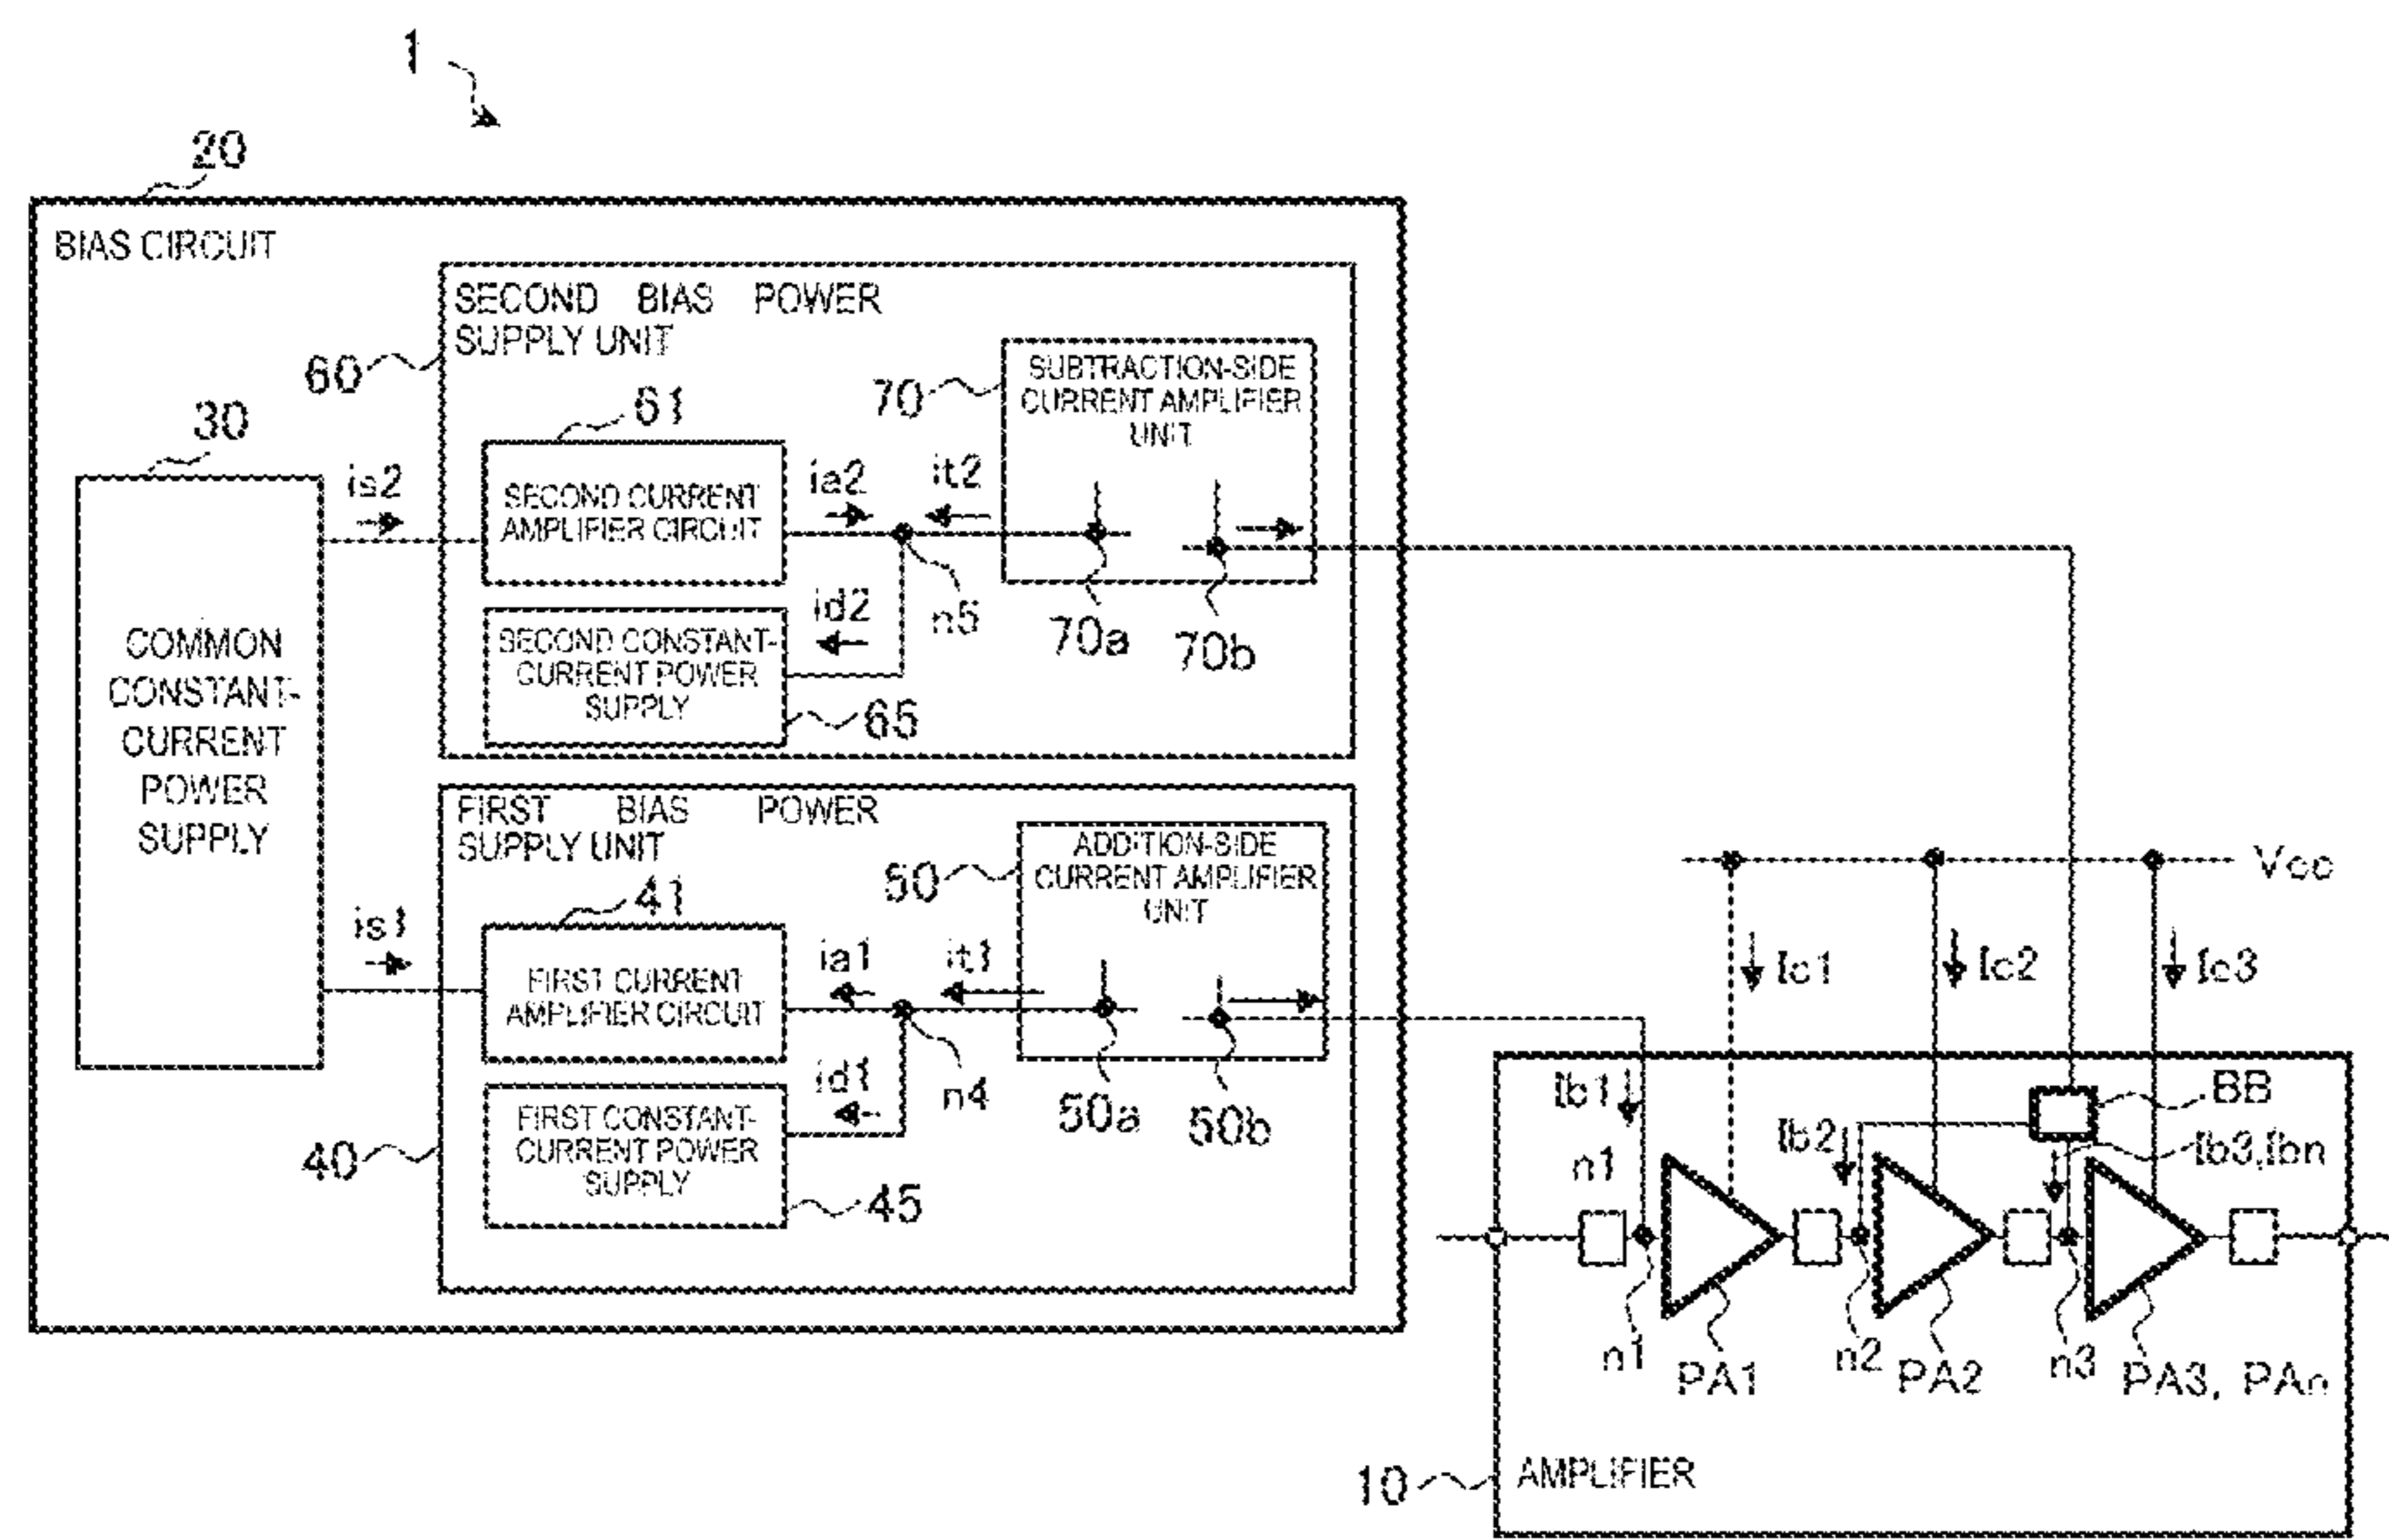 1
20
BIAS CIRCUIT
SECOND BIAS POWER
SUPPLY UNIT
60
SUBTRACTION-SIDE
CURRENT AMPLIFIER
UNIT
70
61
30
is2
SECOND CURRENT
AMPLIFIER CIRCUIT
ia2
it2
id2
n5
70a
70b
SECOND CONSTANT-
CURRENT POWER
SUPPLY
65
COMMON
CONSTANT-
CURRENT
POWER
SUPPLY
FIRST BIAS POWER
SUPPLY UNIT
ADDITION-SIDE
CURRENT AMPLIFIER
UNIT
50
41
is1
FIRST CURRENT
AMPLIFIER CIRCUIT
ia1
it1
id1
n4
50a
50b
FIRST CONSTANT-
CURRENT POWER
SUPPLY
45
40
Vcc
Ic1
Ic2
Ic3
Ib1
BB
Ib2
Ib3,Ibn
n1
n1
PA1
n2
PA2
n3
PA3, PAn
10
AMPLIFIER